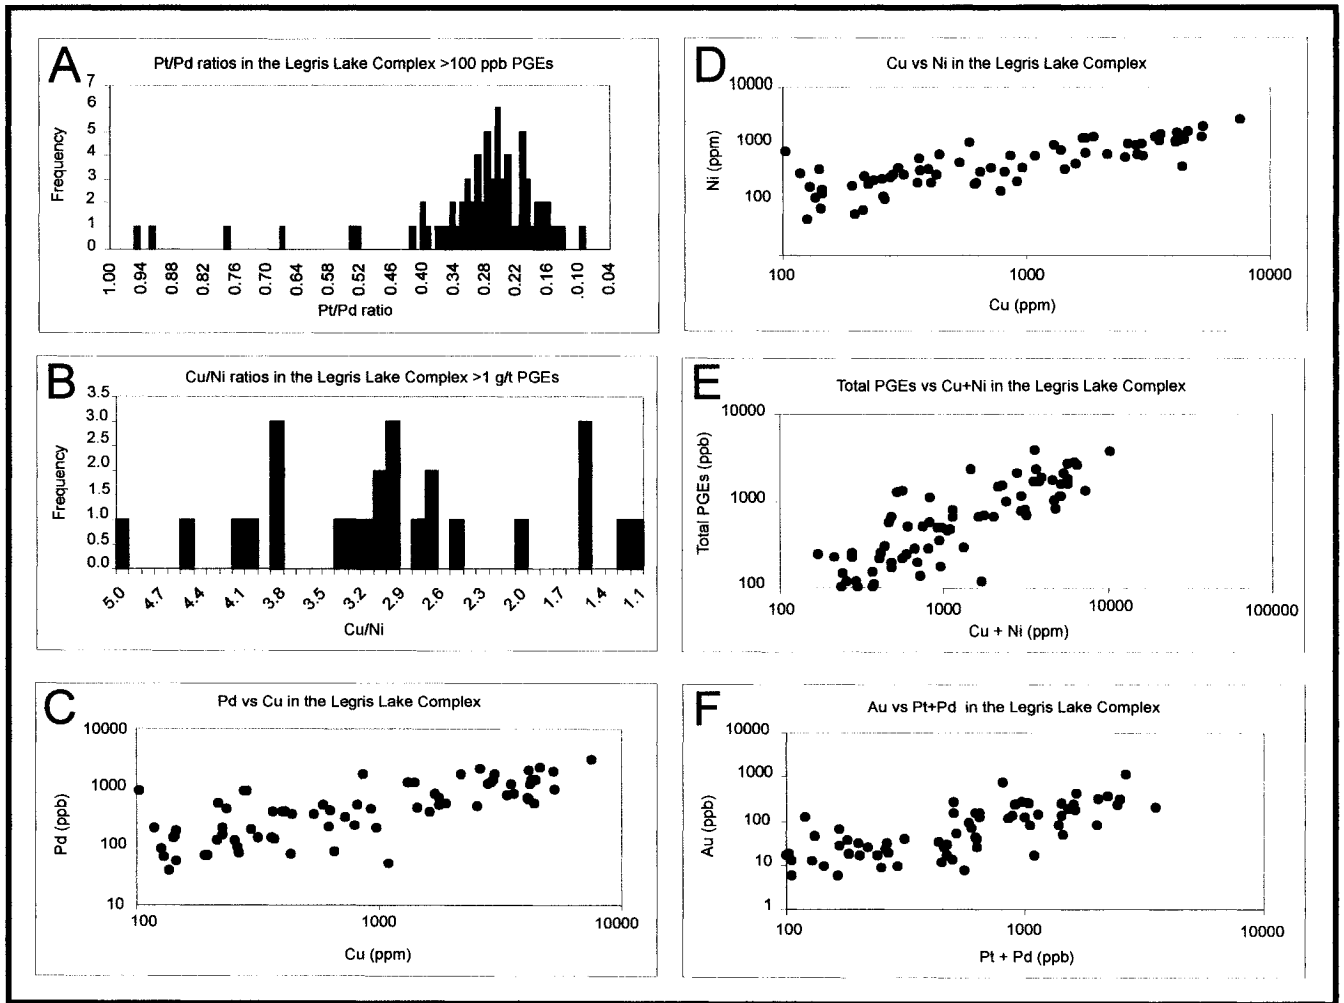 A
Pt/Pd ratios in the Legris Lake Complex >100 ppb PGEs
Frequency
7
6
5
4
3
2
1
0
1.00 0.94 0.88 0.82 0.76 0.70 0.64 0.58 0.52 0.46 0.40 0.34 0.28 0.22 0.16 0.10 0.04
Pt/Pd ratio
B
Cu/Ni ratios in the Legris Lake Complex >1 g/t PGEs
Frequency
3.5
3.0
2.5
2.0
1.5
1.0
0.5
0.0
5.0 4.7 4.4 4.1 3.8 3.5 3.2 2.9 2.6 2.3 2.0 1.7 1.4 1.1
Cu/Ni
C
Pd vs Cu in the Legris Lake Complex
Pd (ppb)
10000
1000
100
10
100 1000 10000
Cu (ppm)
D
Cu vs Ni in the Legris Lake Complex
Ni (ppm)
10000
1000
100
100 1000 10000
Cu (ppm)
E
Total PGEs vs Cu+Ni in the Legris Lake Complex
Total PGEs (ppb)
10000
1000
100
100 1000 10000 100000
Cu + Ni (ppm)
F
Au vs Pt+Pd in the Legris Lake Complex
Au (ppb)
10000
1000
100
10
1
100 1000 10000
Pt + Pd (ppb)